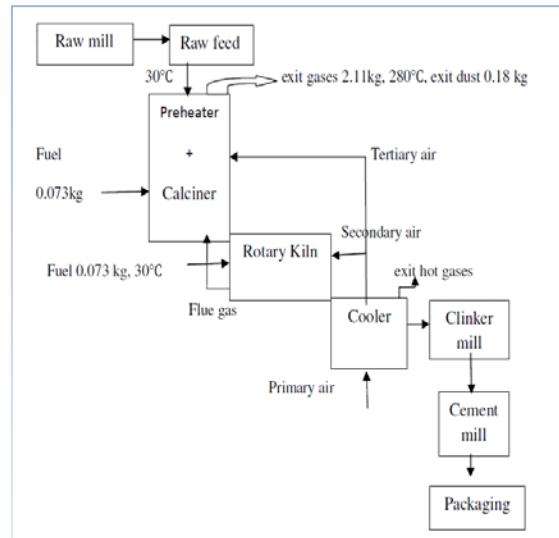 Raw mill
Raw feed
30°C
exit gases 2.11kg, 280°C, exit dust 0.18 kg
Preheater
+
Calciner
Fuel
0.073kg
Tertiary air
Secondary air
Rotary Kiln
Fuel 0.073 kg, 30°C
exit hot gases
Flue gas
Cooler
Clinker
mill
Primary air
Cement
mill
Packaging